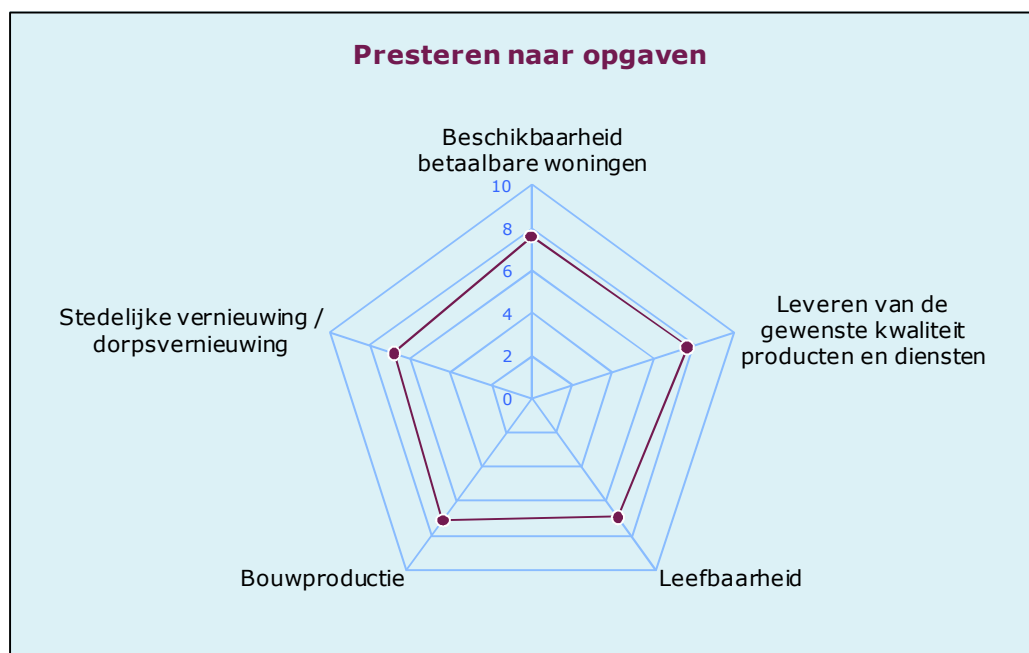 Presteren naar opgaven
Beschikbaarheid
betaalbare woningen
10
8
6
4
2
0
Leveren van de
gewenste kwaliteit
producten en diensten
Stedelijke vernieuwing /
dorpsvernieuwing
Bouwproductie
Leefbaarheid